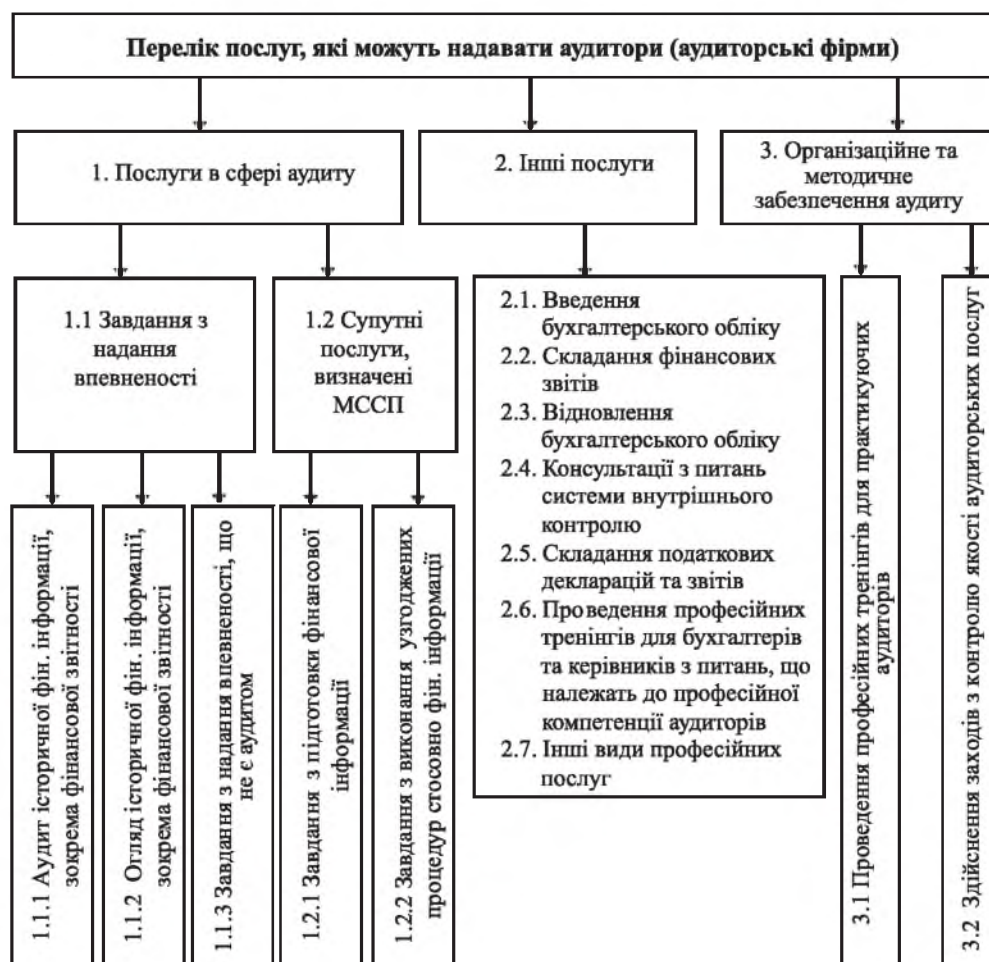 Перелік послуг, які можуть надавати аудитори (аудиторські фірми)
1. Послуги в сфері аудиту
2. Інші послуги
3. Організаційне та
методичне
забезпечення аудиту
1.1 Завдання з
надання
впевненості
1.2 Супутні
послуги,
визначені
МССП
1.1.1 Аудит історичної фін. інформації,
зокрема фінансової звітності
1.1.2 Огляд історичної фін. інформації,
зокрема фінансової звітності
1.1.3 Завдання з надання впевненості, що
не є аудитом
1.2.1 Завдання з підготовки фінансової
інформації
1.2.2 Завдання з виконання узгоджених
процедур стосовно фін. інформації
2.1. Введення
бухгалтерського обліку
2.2. Складання фінансових
звітів
2.3. Відновлення
бухгалтерського обліку
2.4. Консультації з питань
системи внутрішнього
контролю
2.5. Складання податкових
декларацій та звітів
2.6. Проведення професійних
тренінгів для бухгалтерів
та керівників з питань, що
належать до професійної
компетенції аудиторів
2.7. Інші види професійних
послуг
3.1 Проведення професійних тренінгів для практикуючих
аудиторів
3.2 Здійснення заходів з контролю якості аудиторських послуг